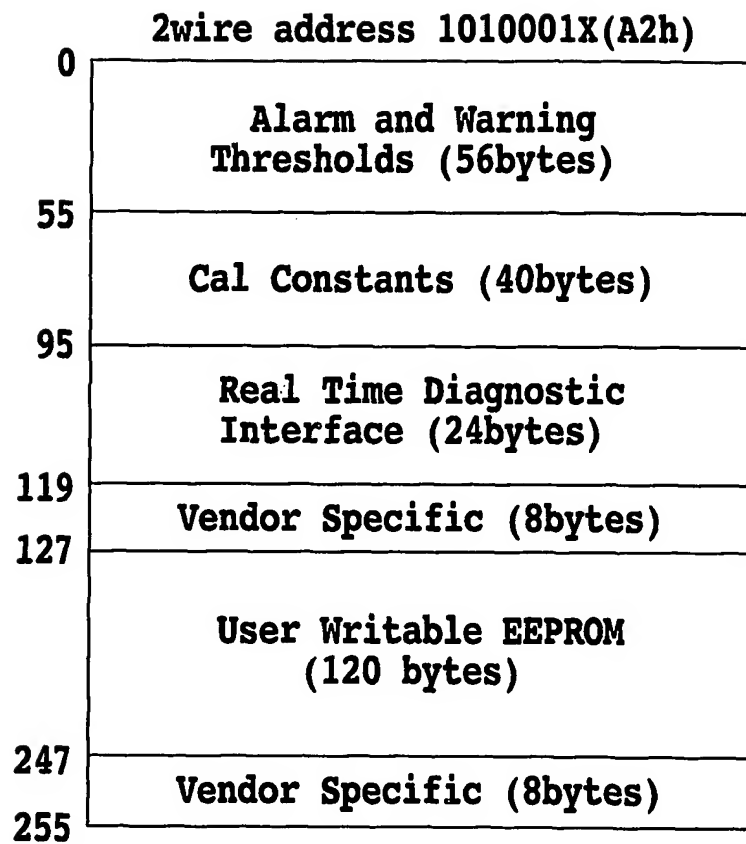 2wire address 1010001X(A2h)
0
Alarm and Warning
Thresholds (56bytes)
55
Cal Constants (40bytes)
95
Real Time Diagnostic
Interface (24bytes)
119
Vendor Specific (8bytes)
127
User Writable EEPROM
(120 bytes)
247
Vendor Specific (8bytes)
255